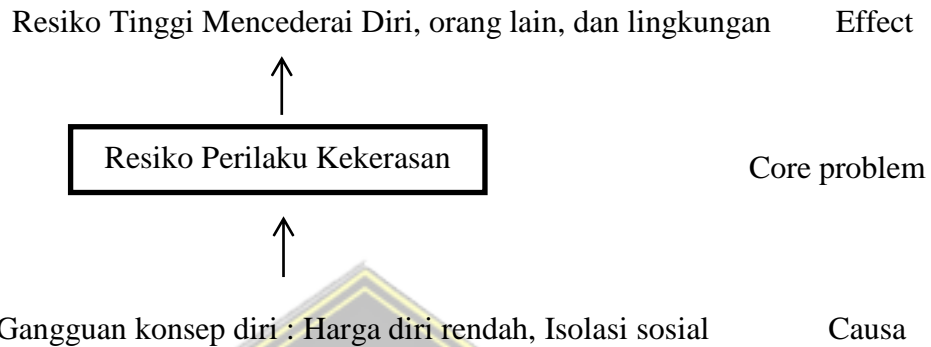 Resiko Tinggi Mencederai Diri, orang lain, dan lingkungan Effect
Resiko Perilaku Kekerasan
Core problem
Gangguan konsep diri : Harga diri rendah, Isolasi sosial Causa